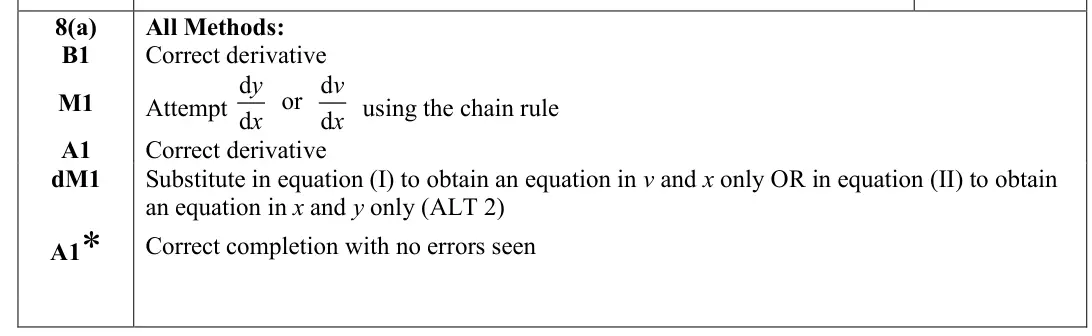 8(a) All Methods:
B1 Correct derivative
M1 Attempt dy/dx or dv/dx using the chain rule
A1 Correct derivative
dM1 Substitute in equation (I) to obtain an equation in v and x only OR in equation (II) to obtain
an equation in x and y only (ALT 2)
A1* Correct completion with no errors seen